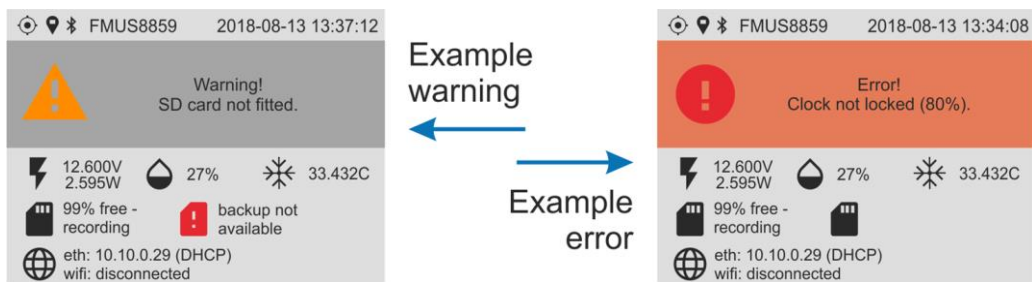 FMUS8859 2018-08-13 13:37:12
Warning!
SD card not fitted.
12.600V
2.595W
27%
33.432C
99% free -
recording
backup not
available
eth: 10.10.0.29 (DHCP)
wifi: disconnected
Example
warning
Example
error
FMUS8859 2018-08-13 13:34:08
Error!
Clock not locked (80%).
12.600V
2.595W
27%
33.432C
99% free -
recording
eth: 10.10.0.29 (DHCP)
wifi: disconnected